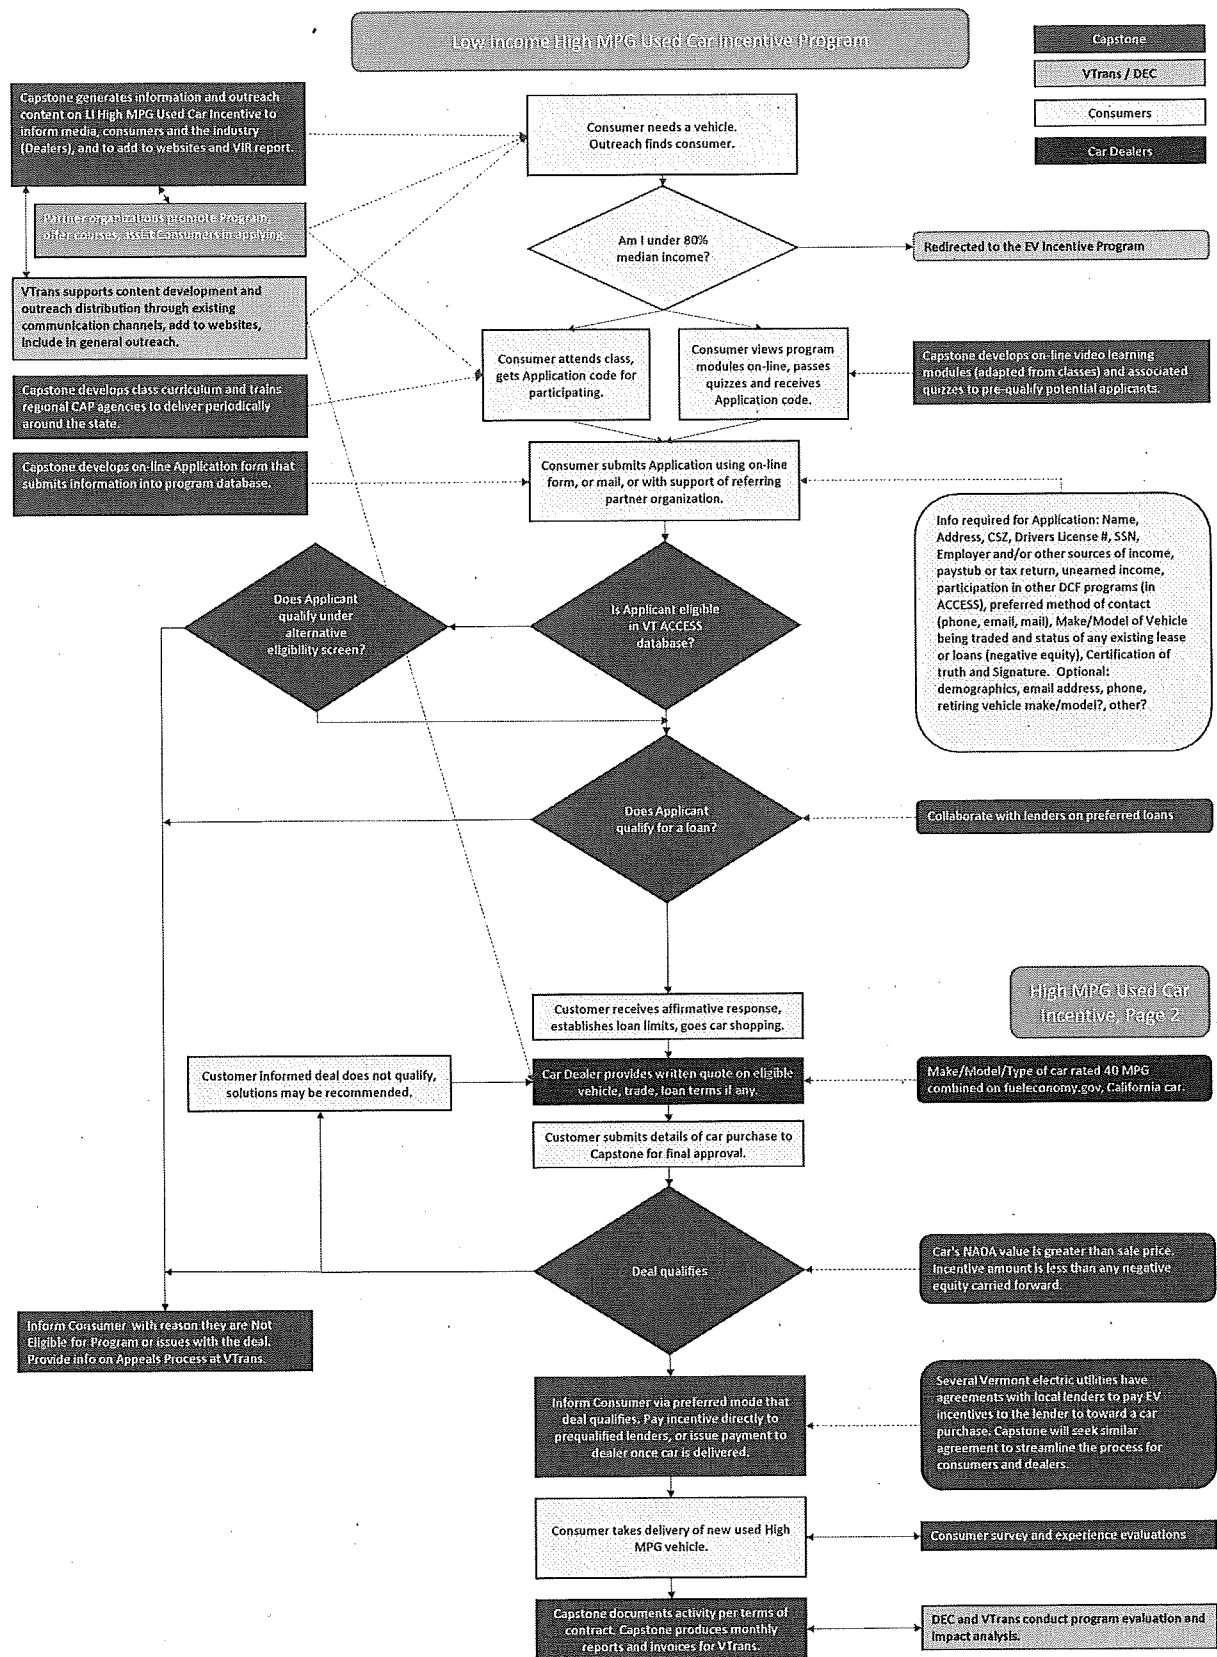 Low Income High MPG Used Car Incentive Program
Capstone
VTrans / DEC
Consumers
Car Dealers
Capstone generates information and outreach
content on LI High MPG Used Car Incentive to
inform media, consumers and the industry
(Dealers), and to add to websites and VIR report.
Consumer needs a vehicle.
Outreach finds consumer.
Partner organizations promote Program,
offer courses, assist Consumers in applying
Am I under 80%
median income?
Redirected to the EV Incentive Program
VTrans supports content development and
outreach distribution through existing
communication channels, add to websites,
include in general outreach.
Consumer attends class,
gets Application code for
participating.
Consumer views program
modules on-line, passes
quizzes and receives
Application code.
Capstone develops on-line video learning
modules (adapted from classes) and associated
quizzes to pre-qualify potential applicants.
Capstone develops class curriculum and trains
regional CAP agencies to deliver periodically
around the state.
Capstone develops on-line Application form that
submits information into program database.
Consumer submits Application using on-line
form, or mail, or with support of referring
partner organization.
Info required for Application: Name,
Address, CSZ, Drivers License #, SSN,
Employer and/or other sources of income,
paystub or tax return, unearned income,
participation in other DCF programs (in
ACCESS), preferred method of contact
(phone, email, mail), Make/Model of Vehicle
being traded and status of any existing lease
or loans (negative equity), Certification of
truth and Signature. Optional:
demographics, email address, phone,
retiring vehicle make/model?, other?
Does Applicant
qualify under
alternative
eligibility screen?
Is Applicant eligible
in VT ACCESS
database?
Does Applicant
qualify for a loan?
Collaborate with lenders on preferred loans
High MPG Used Car
Incentive, Page 2
Customer receives affirmative response,
establishes loan limits, goes car shopping.
Customer informed deal does not qualify,
solutions may be recommended.
Car Dealer provides written quote on eligible
vehicle, trade, loan terms if any.
Make/Model/Type of car rated 40 MPG
combined on fueleconomy.gov, California car.
Customer submits details of car purchase to
Capstone for final approval.
Deal qualifies
Car's NADA value is greater than sale price.
Incentive amount is less than any negative
equity carried forward.
Inform Consumer with reason they are Not
Eligible for Program or issues with the deal.
Provide info on Appeals Process at VTrans.
Inform Consumer via preferred mode that
deal qualifies. Pay incentive directly to
prequalified lenders, or issue payment to
dealer once car is delivered.
Several Vermont electric utilities have
agreements with local lenders to pay EV
incentives to the lender to toward a car
purchase. Capstone will seek similar
agreement to streamline the process for
consumers and dealers.
Consumer takes delivery of new used High
MPG vehicle.
Consumer survey and experience evaluations
Capstone documents activity per terms of
contract. Capstone produces monthly
reports and invoices for VTrans.
DEC and VTrans conduct program evaluation and
impact analysis.